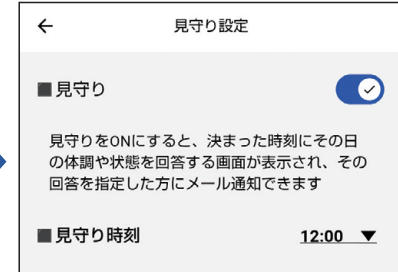 ← 見守り設定
■見守り
見守りをONにすると、決まった時刻にその日
の体調や状態を回答する画面が表示され、その
回答を指定した方にメール通知できます
■見守り時刻 12:00 ▼